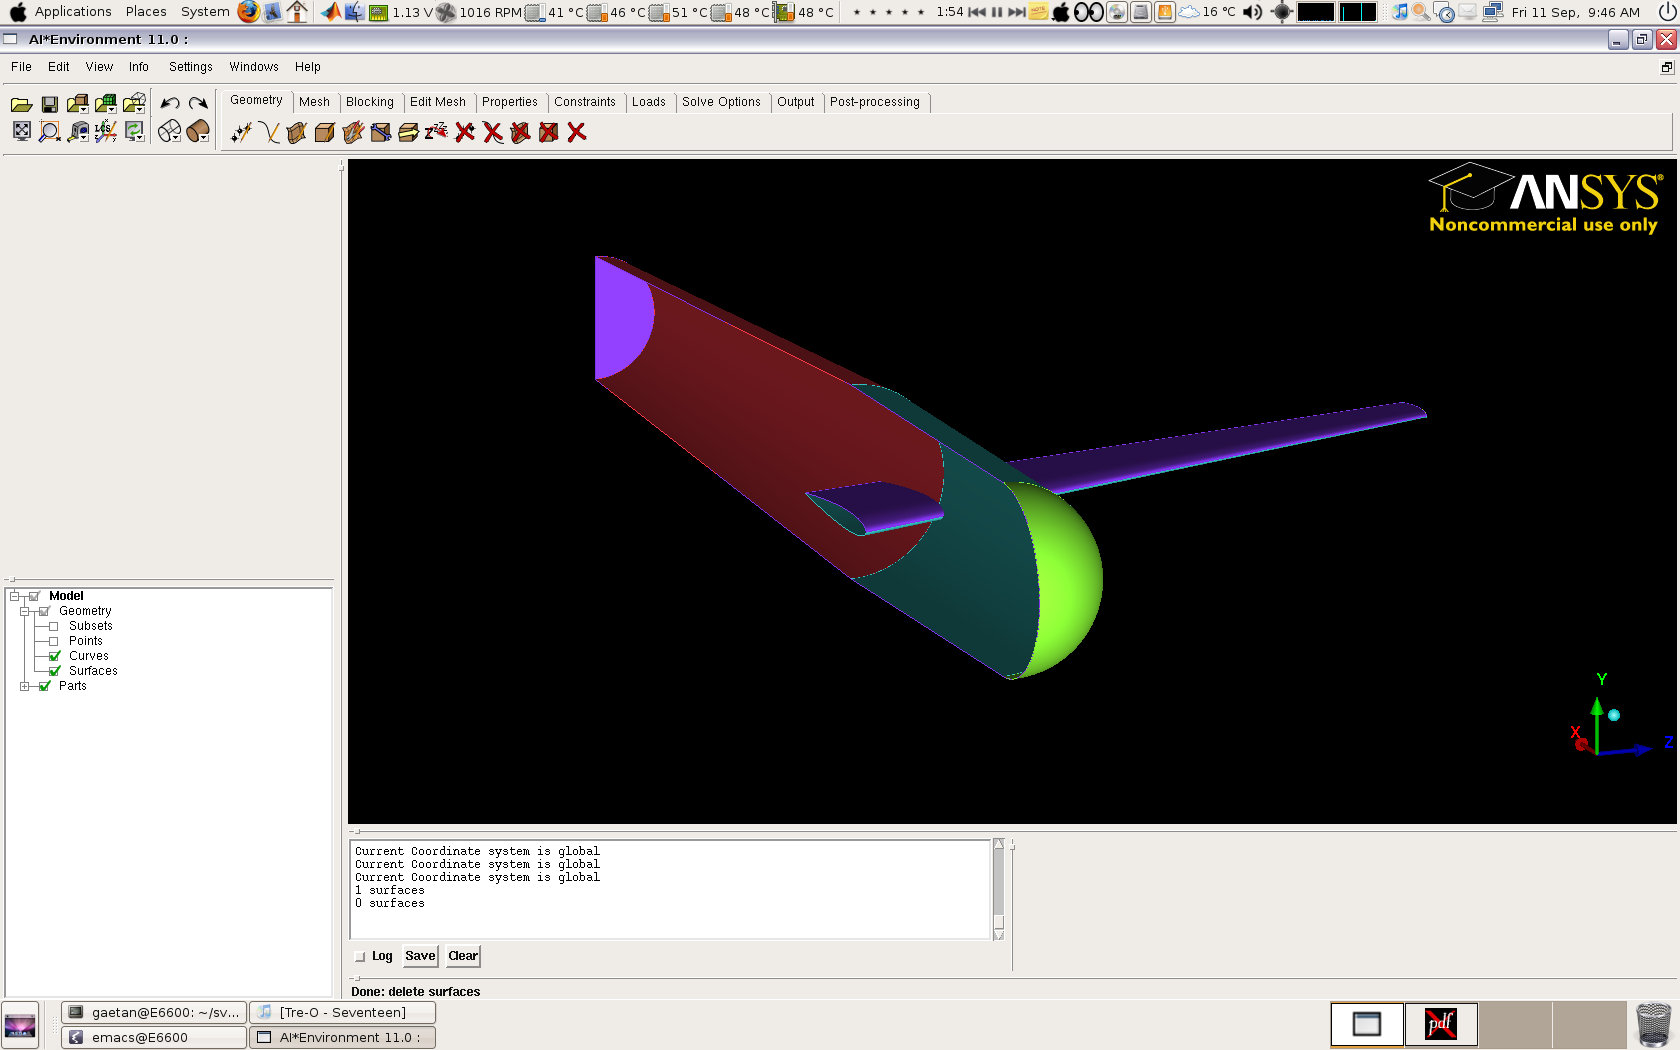 Applications Places System 1.13 V 1016 RPM 41 °C 46 °C 51 °C 48 °C 48 °C 1:54 16 °C Fri 11 Sep, 9:46 AM
AI*Environment 11.0 :
File Edit View Info Settings Windows Help
Geometry Mesh Blocking Edit Mesh Properties Constraints Loads Solve Options Output Post-processing
LCS
ANSYS®
Noncommercial use only
Model
Geometry
Subsets
Points
Curves
Surfaces
Parts
Y
X
Z
Current Coordinate system is global
Current Coordinate system is global
Current Coordinate system is global
1 surfaces
0 surfaces
Log Save Clear
Done: delete surfaces
gaetan@E6600: ~/sv... [Tre-O - Seventeen]
pdf
emacs@E6600 AI*Environment 11.0 :